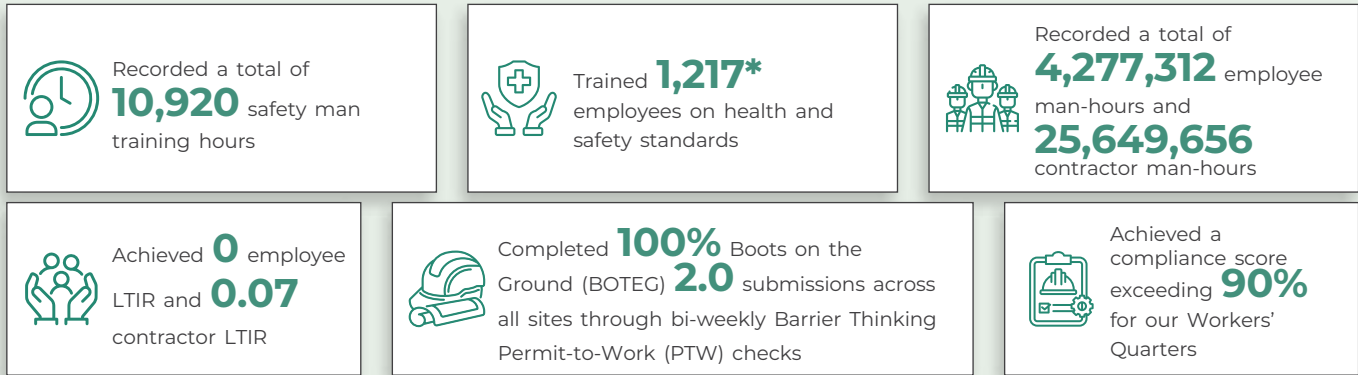 Recorded a total of
10,920 safety man
training hours
Trained 1,217*
employees on health and
safety standards
Recorded a total of
4,277,312 employee
man-hours and
25,649,656
contractor man-hours
Achieved 0 employee
LTIR and 0.07
contractor LTIR
Completed 100% Boots on the
Ground (BOTEG) 2.0 submissions across
all sites through bi-weekly Barrier Thinking
Permit-to-Work (PTW) checks
Achieved a
compliance score
exceeding 90%
for our Workers’
Quarters